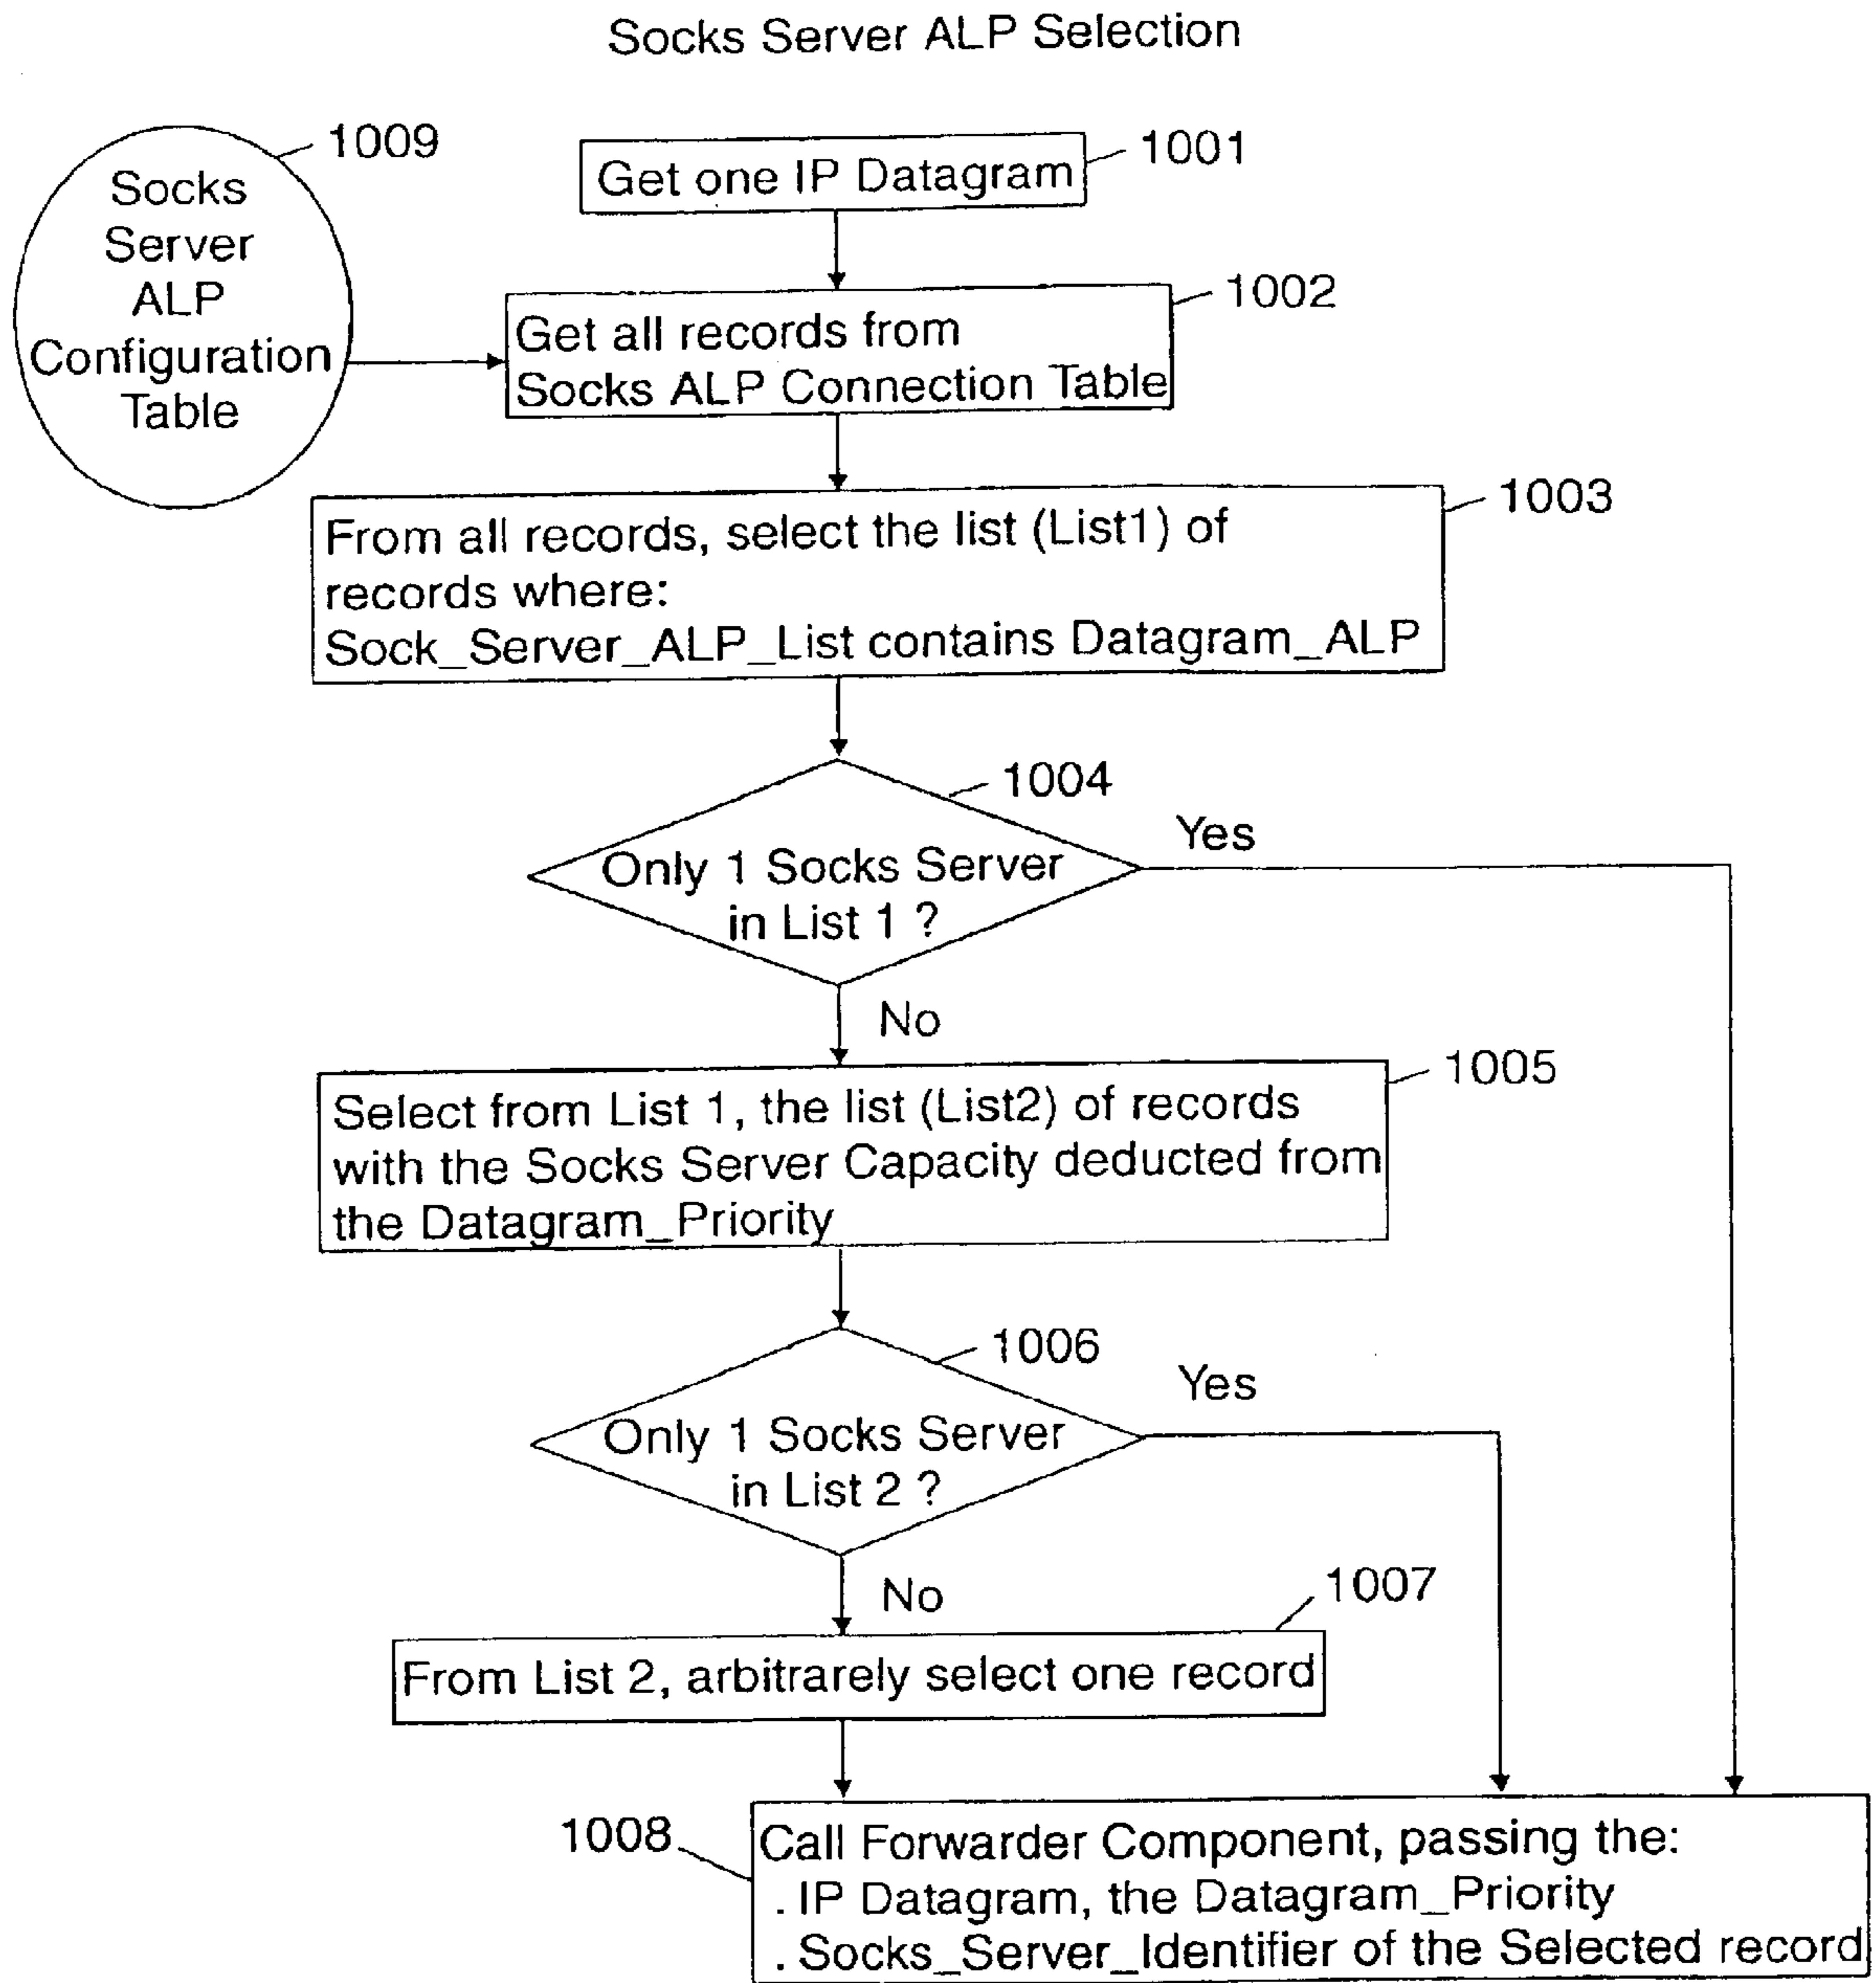 Socks Server ALP Selection
1009
Socks
Server
ALP
Configuration
Table
1001
Get one IP Datagram
1002
Get all records from
Socks ALP Connection Table
1003
From all records, select the list (List1) of
records where:
Sock_Server_ALP_List contains Datagram_ALP
1004
Yes
Only 1 Socks Server
in List 1 ?
No
1005
Select from List 1, the list (List2) of records
with the Socks Server Capacity deducted from
the Datagram_Priority
1006
Yes
Only 1 Socks Server
in List 2 ?
No
1007
From List 2, arbitrarely select one record
1008
Call Forwarder Component, passing the:
. IP Datagram, the Datagram_Priority
. Socks_Server_Identifier of the Selected record